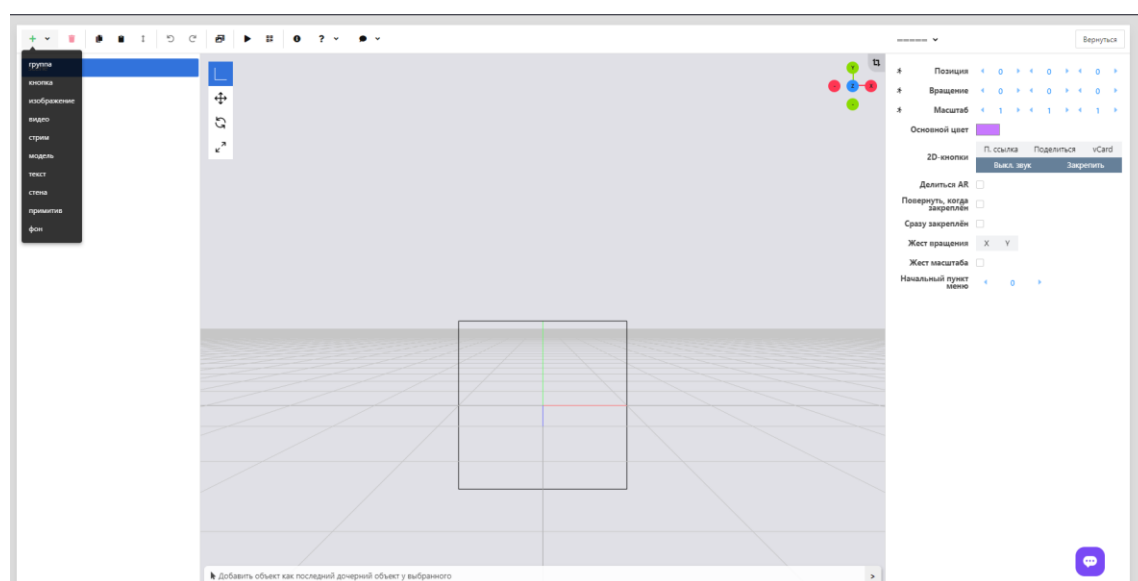 ?
Вернуться
группа
кнопка
изображение
видео
стрим
модель
текст
стена
примитив
фон
Y
- Z X
-
Позиция 0 0 0
Вращение 0 0 0
Масштаб 1 1 1
Основной цвет
2D-кнопки
П. ссылка Поделиться vCard
Выкл. звук Закрепить
Делиться AR
Повернуть, когда
закреплён
Сразу закреплён
Жест вращения X Y
Жест масштаба
Начальный пункт
меню 0
Добавить объект как последний дочерний объект у выбранного >